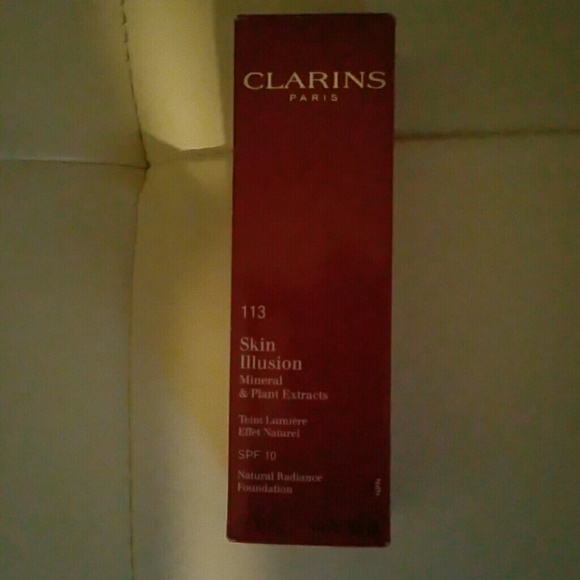 CLARINS
PARIS
113
Skin
Illusion
Mineral
& Plant Extracts
Teint Lumière
Effet Naturel
SPF 10
Natural Radiance
Foundation